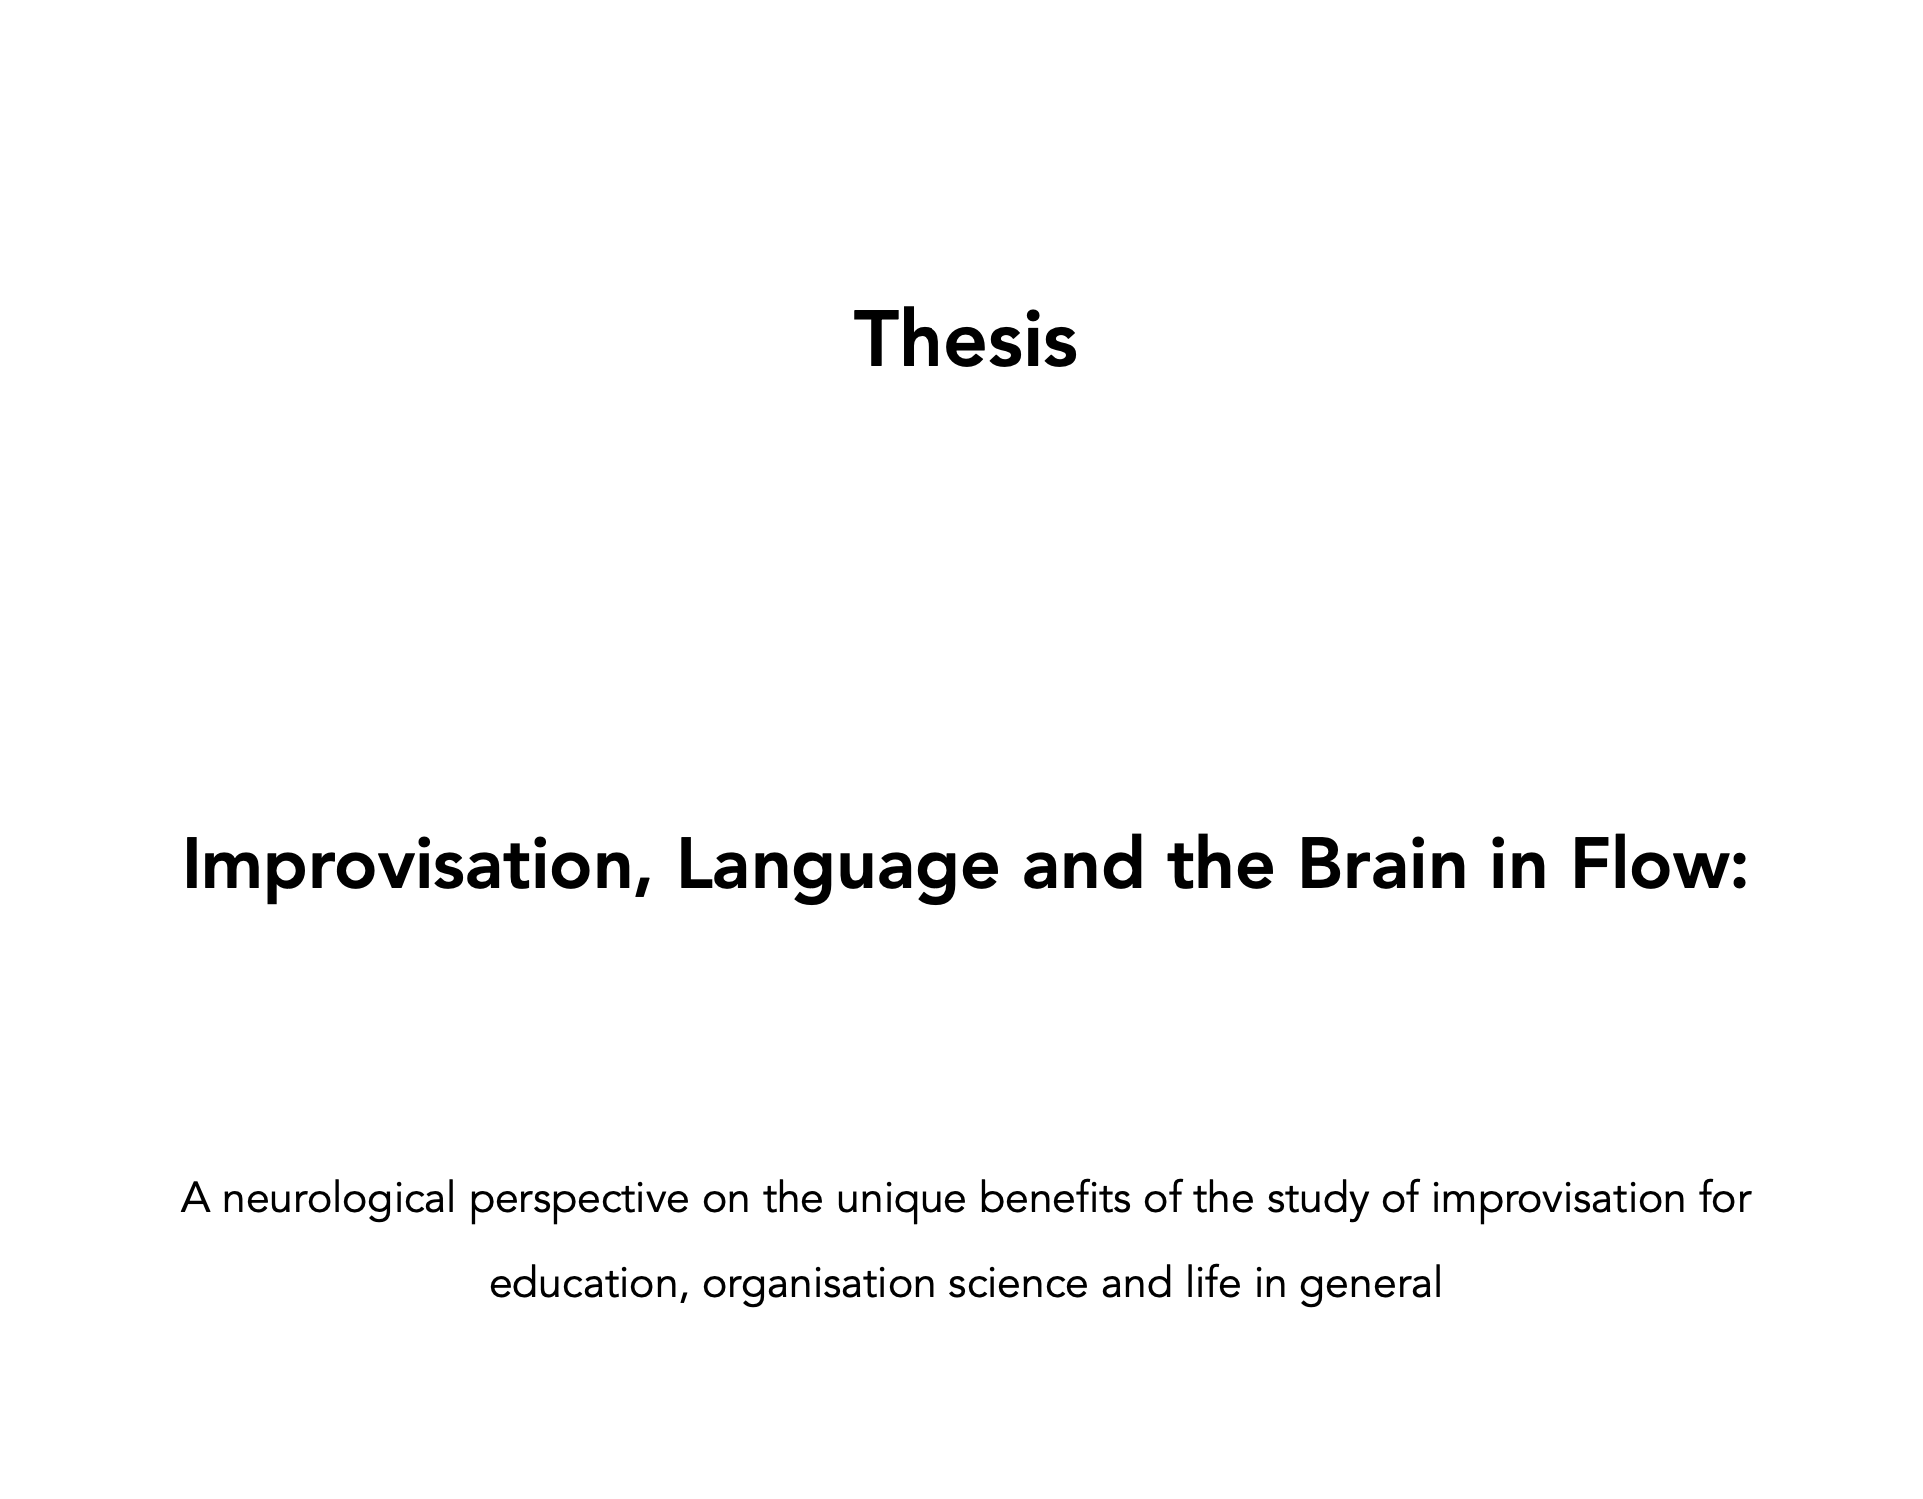 Thesis
Improvisation, Language and the Brain in Flow:
A neurological perspective on the unique benefits of the study of improvisation for
education, organisation science and life in general